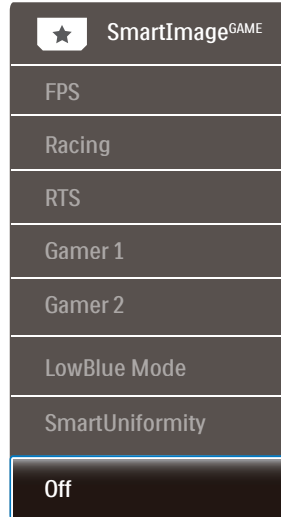 SmartImageGAME
FPS
Racing
RTS
Gamer 1
Gamer 2
LowBlue Mode
SmartUniformity
Off